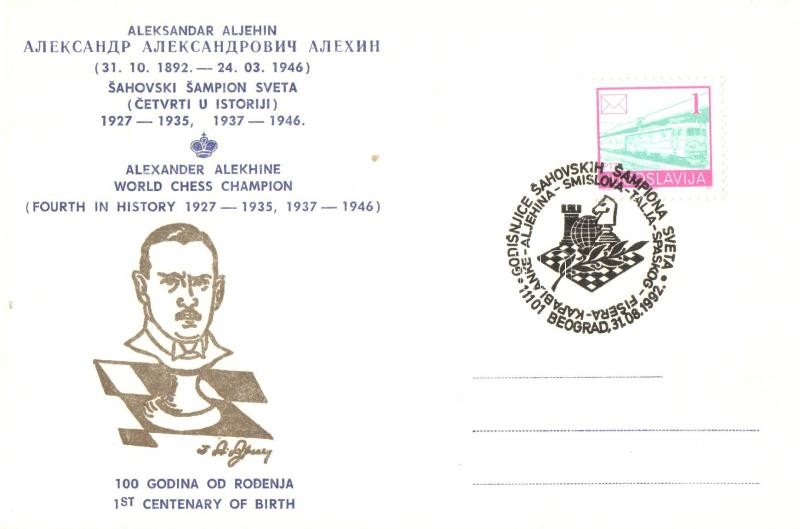 ALEKSANDAR ALJEHIN
АЛЕКСАНДР АЛЕКСАНДРОВИЧ АЛЕХИН
(31. 10. 1892. — 24. 03. 1946)
ŠAHOVSKI ŠAMPION SVETA
(ČETVRTI U ISTORIJI)
1927 — 1935, 1937 — 1946.
ALEXANDER ALEKHINE
WORLD CHESS CHAMPION
(FOURTH IN HISTORY 1927 — 1935, 1937 — 1946)
100 GODINA OD ROĐENJA
1ST CENTENARY OF BIRTH
1
JUGOSLAVIJA
GODIŠNJICE ŠAHOVSKIH ŠAMPIONA SVETA
KAPABLANKE-ALJEHINA-SMISLOVA-TALJA-SPASKOG-FIŠERA-
11101 BEOGRAD, 31.08.1992.